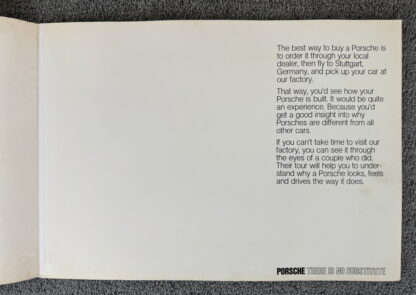 The best way to buy a Porsche is
to order it through your local
dealer, then fly to Stuttgart,
Germany, and pick up your car at
our factory.
That way, you'd see how your
Porsche is built. It would be quite
an experience. Because you'd
get a good insight into why
Porsches are different from all
other cars.
If you can't take time to visit our
factory, you can see it through
the eyes of a couple who did.
Their tour will help you to under-
stand why a Porsche looks, feels
and drives the way it does.
PORSCHE THERE IS NO SUBSTITUTE